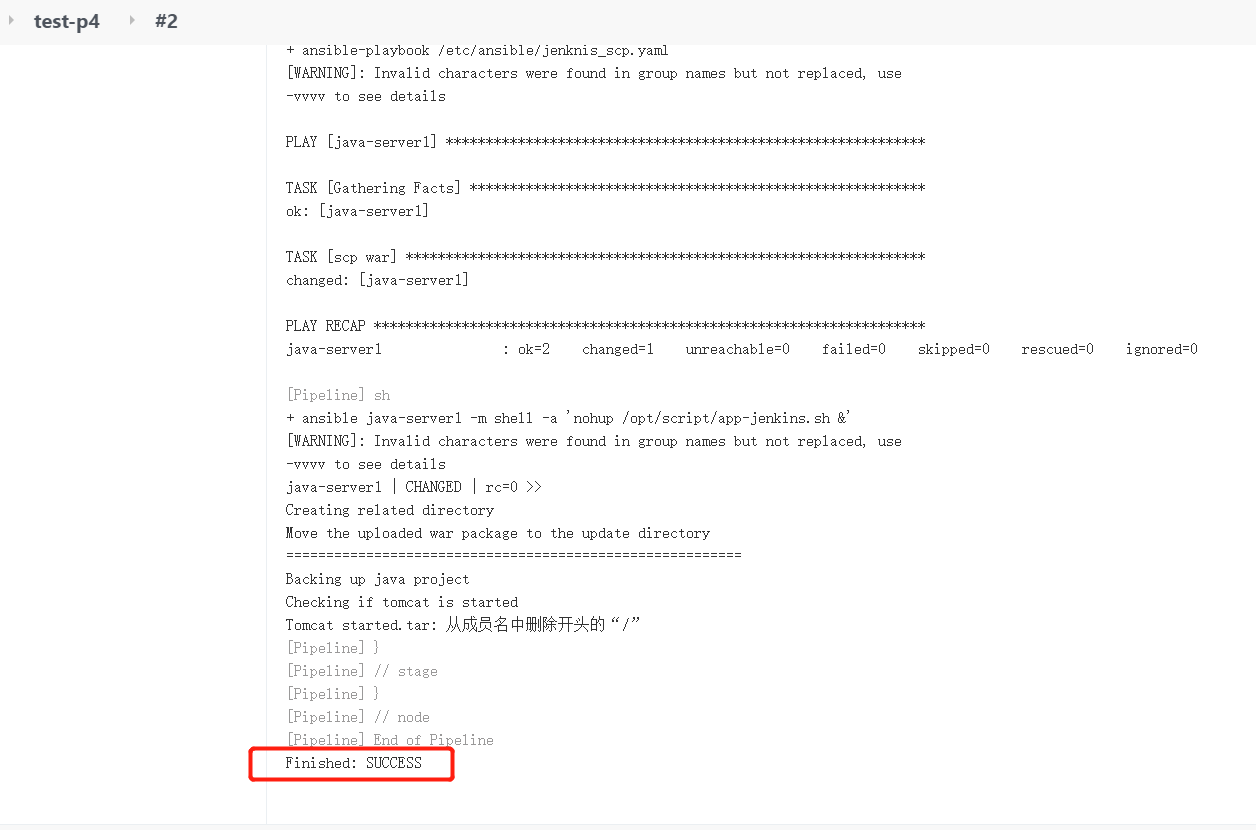 test-p4 #2
+ ansible-playbook /etc/ansible/jenknis_scp.yaml
[WARNING]: Invalid characters were found in group names but not replaced, use
-vvvv to see details
PLAY [java-server1] ************************************************************
TASK [Gathering Facts] *********************************************************
ok: [java-server1]
TASK [scp war] *****************************************************************
changed: [java-server1]
PLAY RECAP *********************************************************************
java-server1 : ok=2 changed=1 unreachable=0 failed=0 skipped=0 rescued=0 ignored=0
[Pipeline] sh
+ ansible java-server1 -m shell -a 'nohup /opt/script/app-jenkins.sh &'
[WARNING]: Invalid characters were found in group names but not replaced, use
-vvvv to see details
java-server1 | CHANGED | rc=0 >>
Creating related directory
Move the uploaded war package to the update directory
=========================================================
Backing up java project
Checking if tomcat is started
Tomcat started.tar: 从成员名中删除开头的“/”
[Pipeline] }
[Pipeline] // stage
[Pipeline] }
[Pipeline] // node
[Pipeline] End of Pipeline
Finished: SUCCESS